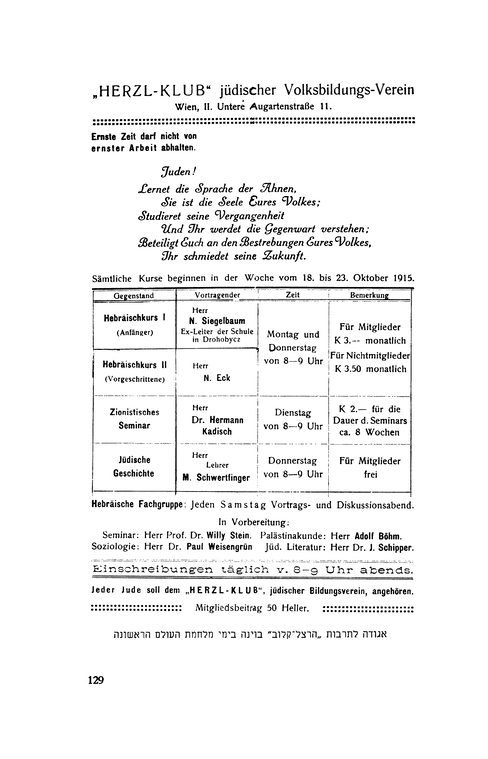 „HERZL-KLUB“ jüdischer Volksbildungs-Verein
Wien, II. Untere Augartenstraße 11.
Ernste Zeit darf nicht von
ernster Arbeit abhalten.
Juden!
Lernet die Sprache der Ahnen,
Sie ist die Seele Eures Volkes;
Studieret seine Vergangenheit
Und Ihr werdet die Gegenwart verstehen;
Beteiligt Euch an den Bestrebungen Eures Volkes,
Ihr schmiedet seine Zukunft.
Sämtliche Kurse beginnen in der Woche vom 18. bis 23. Oktober 1915.
Gegenstand Vortragender Zeit Bemerkung
Hebräischkurs I
(Anfänger)
Herr
N. Siegelbaum
Ex-Leiter der Schule
in Drohobycz
Montag und
Donnerstag
von 8—9 Uhr
Für Mitglieder
K 3.— monatlich
Für Nichtmitglieder
K 3.50 monatlich
Hebräischkurs II
(Vorgeschrittene)
Herr
N. Eck
Zionistisches
Seminar
Herr
Dr. Hermann
Kadisch
Dienstag
von 8—9 Uhr
K 2.— für die
Dauer d. Seminars
ca. 8 Wochen
Jüdische
Geschichte
Herr
Lehrer
M. Schwertfinger
Donnerstag
von 8—9 Uhr
Für Mitglieder
frei
Hebräische Fachgruppe: Jeden Samstag Vortrags- und Diskussionsabend.
In Vorbereitung:
Seminar: Herr Prof. Dr. Willy Stein. Palästinakunde: Herr Adolf Böhm.
Soziologie: Herr Dr. Paul Weisengrün Jüd. Literatur: Herr Dr. J. Schipper.
Einschreibungen täglich v. 8-9 Uhr abends.
Jeder Jude soll dem „HERZL-KLUB“, jüdischer Bildungsverein, angehören.
Mitgliedsbeitrag 50 Heller.
אגודה לתרבות „הרצל־קלוב” בוינה בימי מלחמת העולם הראשונה
129